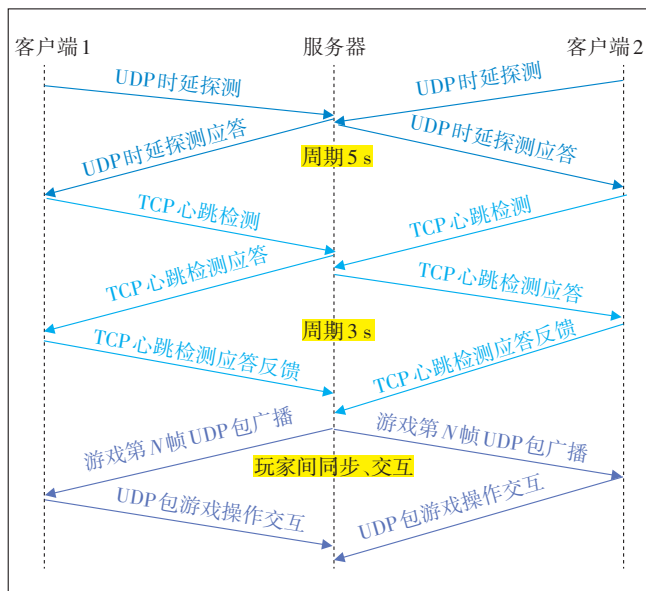 客户端1
服务器
客户端2
UDP时延探测
UDP时延探测
UDP时延探测应答
UDP时延探测应答
周期5 s
TCP心跳检测
TCP心跳检测
TCP心跳检测应答
TCP心跳检测应答
周期3 s
TCP心跳检测应答反馈
TCP心跳检测应答反馈
游戏第N帧UDP包广播
游戏第N帧UDP包广播
玩家间同步、交互
UDP包游戏操作交互
UDP包游戏操作交互